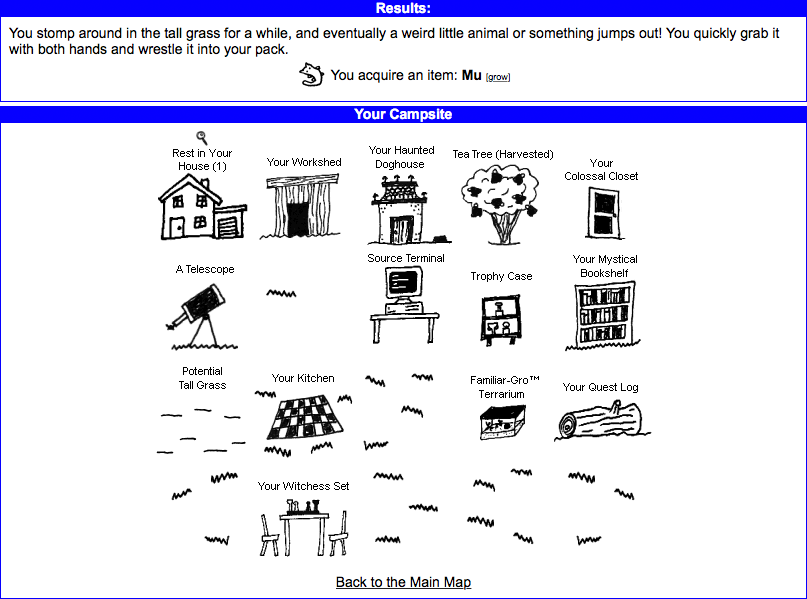 Results:
You stomp around in the tall grass for a while, and eventually a weird little animal or something jumps out! You quickly grab it
with both hands and wrestle it into your pack.
You acquire an item: Mu [grow]
Your Campsite
Rest in Your
House (1)
Your Workshed
Your Haunted
Doghouse
Tea Tree (Harvested)
Your
Colossal Closet
A Telescope
Source Terminal
Trophy Case
Your Mystical
Bookshelf
Potential
Tall Grass
Your Kitchen
Familiar-Gro™
Terrarium
Your Quest Log
Your Witchess Set
Back to the Main Map